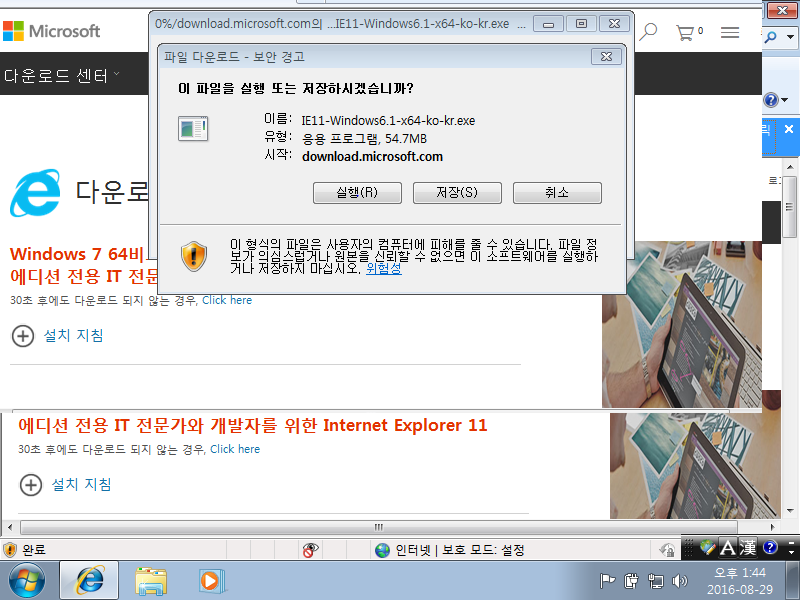 0%/download.microsoft.com의 ...IE11-Windows6.1-x64-ko-kr.exe ...
Microsoft
0
다운로드 센터
파일 다운로드 - 보안 경고
이 파일을 실행 또는 저장하시겠습니까?
이름: IE11-Windows6.1-x64-ko-kr.exe
유형: 응용 프로그램, 54.7MB
시작: download.microsoft.com
실행(R) 저장(S) 취소
이 형식의 파일은 사용자의 컴퓨터에 피해를 줄 수 있습니다. 파일 정
보가 의심스럽거나 원본을 신뢰할 수 없으면 이 소프트웨어를 실행하
거나 저장하지 마십시오. 위험성
다운로
Windows 7 64비
에디션 전용 IT 전문
30초 후에도 다운로드 되지 않는 경우, Click here
설치 지침
에디션 전용 IT 전문가와 개발자를 위한 Internet Explorer 11
30초 후에도 다운로드 되지 않는 경우, Click here
설치 지침
완료
인터넷 | 보호 모드: 설정
A 漢
오후 1:44
2016-08-29